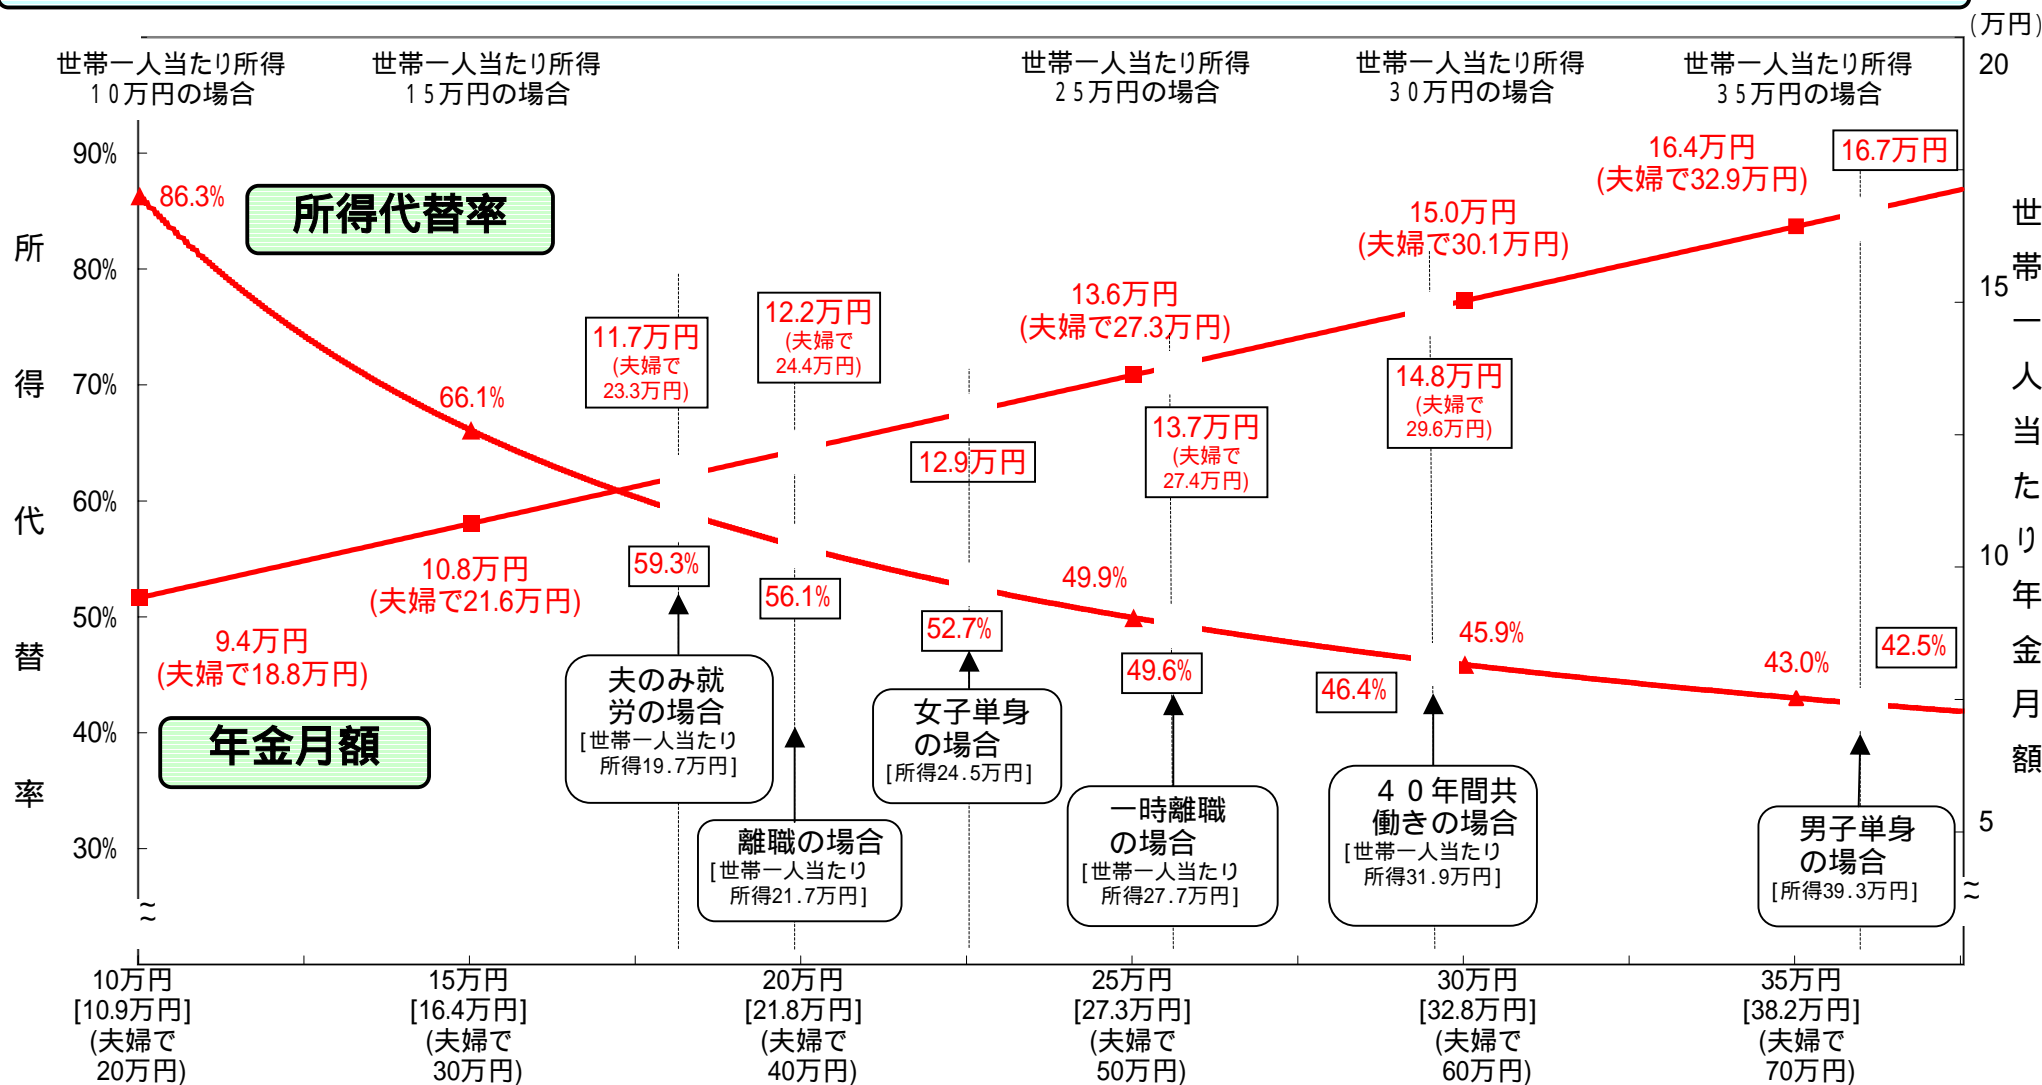 (万円)
世帯一人当たり所得
10万円の場合
世帯一人当たり所得
15万円の場合
世帯一人当たり所得
25万円の場合
世帯一人当たり所得
30万円の場合
世帯一人当たり所得
35万円の場合
20
90%
80%
70%
60%
50%
40%
30%
所得代替率
86.3%
所得代替率
66.1%
11.7万円
(夫婦で
23.3万円)
12.2万円
(夫婦で
24.4万円)
12.9万円
13.6万円
(夫婦で27.3万円)
13.7万円
(夫婦で
27.4万円)
15.0万円
(夫婦で30.1万円)
14.8万円
(夫婦で
29.6万円)
16.4万円
(夫婦で32.9万円)
16.7万円
15
10
5
世帯一人当たり年金月額
10.8万円
(夫婦で21.6万円)
9.4万円
(夫婦で18.8万円)
年金月額
59.3%
56.1%
52.7%
49.9%
49.6%
46.4%
45.9%
43.0%
42.5%
夫のみ就
労の場合
[世帯一人当たり
所得19.7万円]
離職の場合
[世帯一人当たり
所得21.7万円]
女子単身
の場合
[所得24.5万円]
一時離職
の場合
[世帯一人当たり
所得27.7万円]
40年間共
働きの場合
[世帯一人当たり
所得31.9万円]
男子単身
の場合
[所得39.3万円]
≈
≈
10万円
[10.9万円]
(夫婦で
20万円)
15万円
[16.4万円]
(夫婦で
30万円)
20万円
[21.8万円]
(夫婦で
40万円)
25万円
[27.3万円]
(夫婦で
50万円)
30万円
[32.8万円]
(夫婦で
60万円)
35万円
[38.2万円]
(夫婦で
70万円)